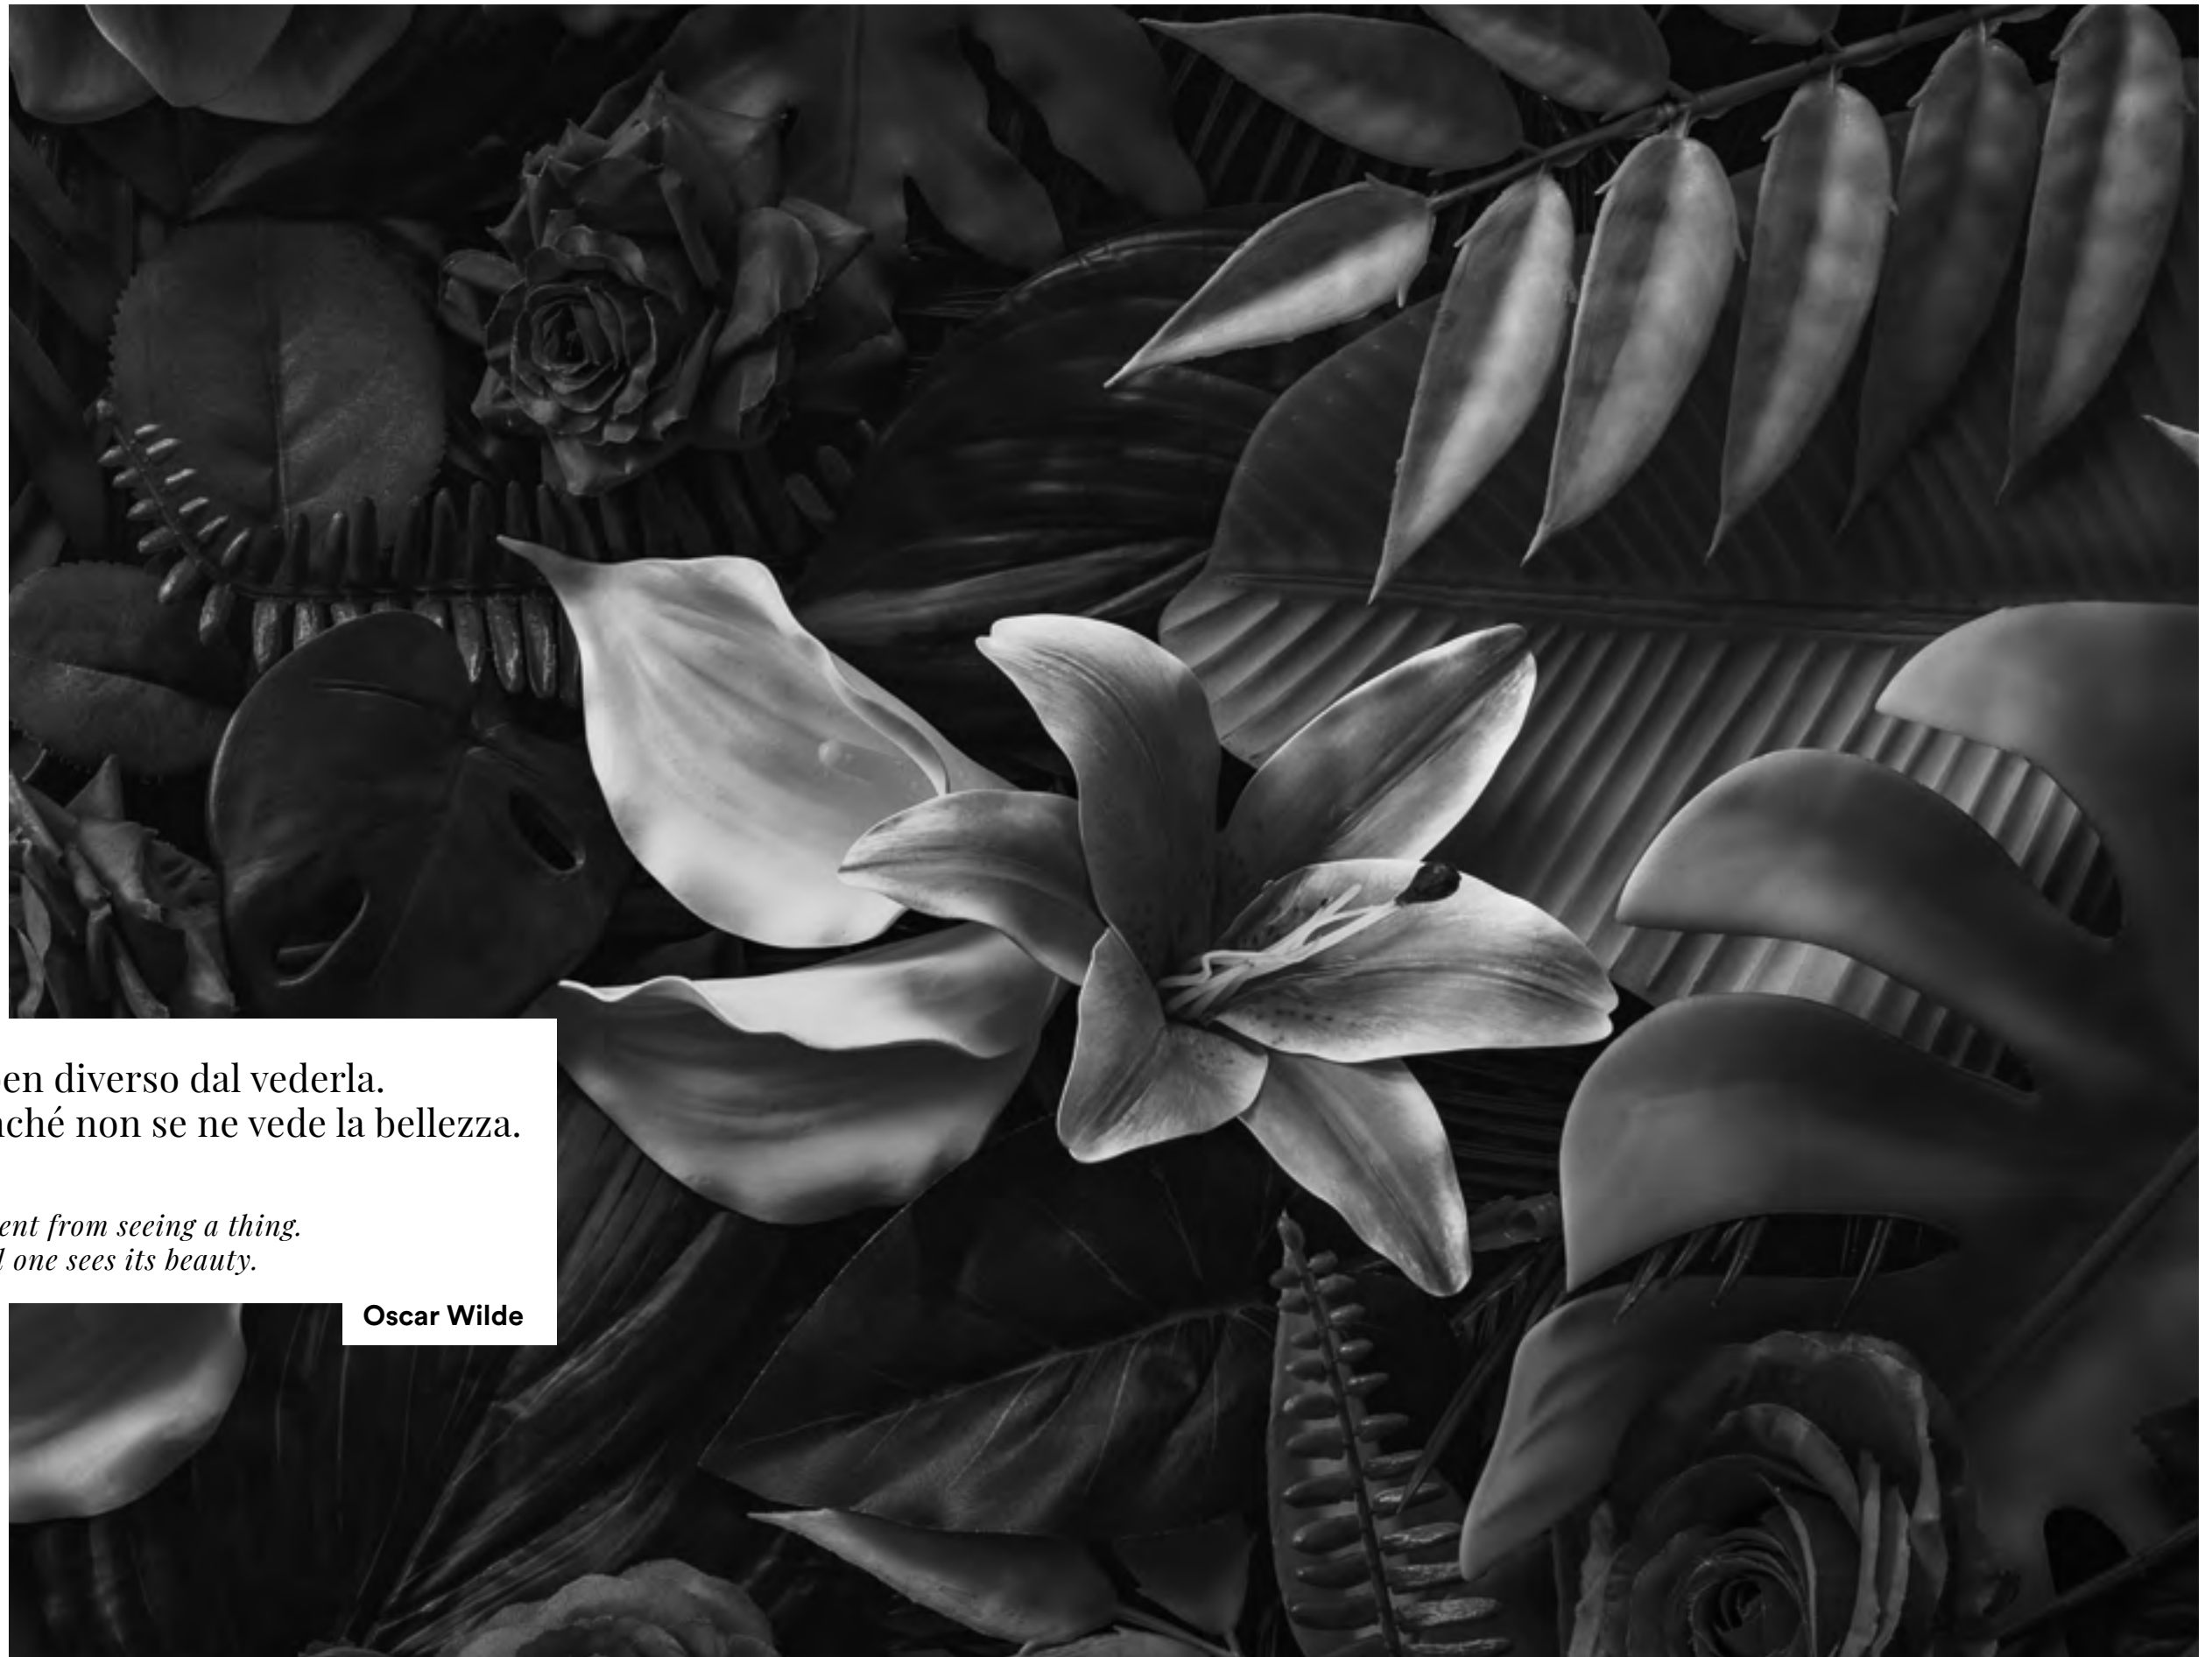 en diverso dal vederla.
ché non se ne vede la bellezza.
ent from seeing a thing.
one sees its beauty.
Oscar Wilde